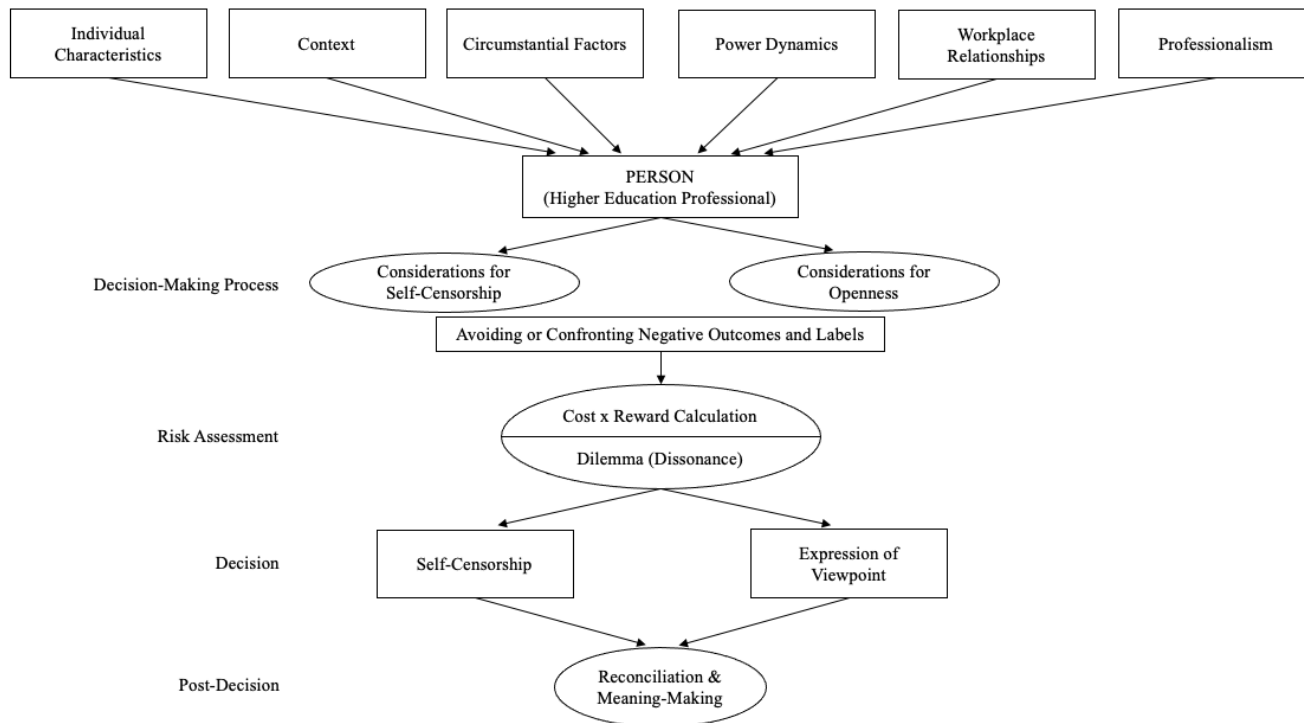 Individual
Characteristics
Context
Circumstantial Factors
Power Dynamics
Workplace
Relationships
Professionalism
PERSON
(Higher Education Professional)
Decision-Making Process
Considerations for
Self-Censorship
Considerations for
Openness
Avoiding or Confronting Negative Outcomes and Labels
Risk Assessment
Cost x Reward Calculation
Dilemma (Dissonance)
Decision
Self-Censorship
Expression of
Viewpoint
Post-Decision
Reconciliation &
Meaning-Making